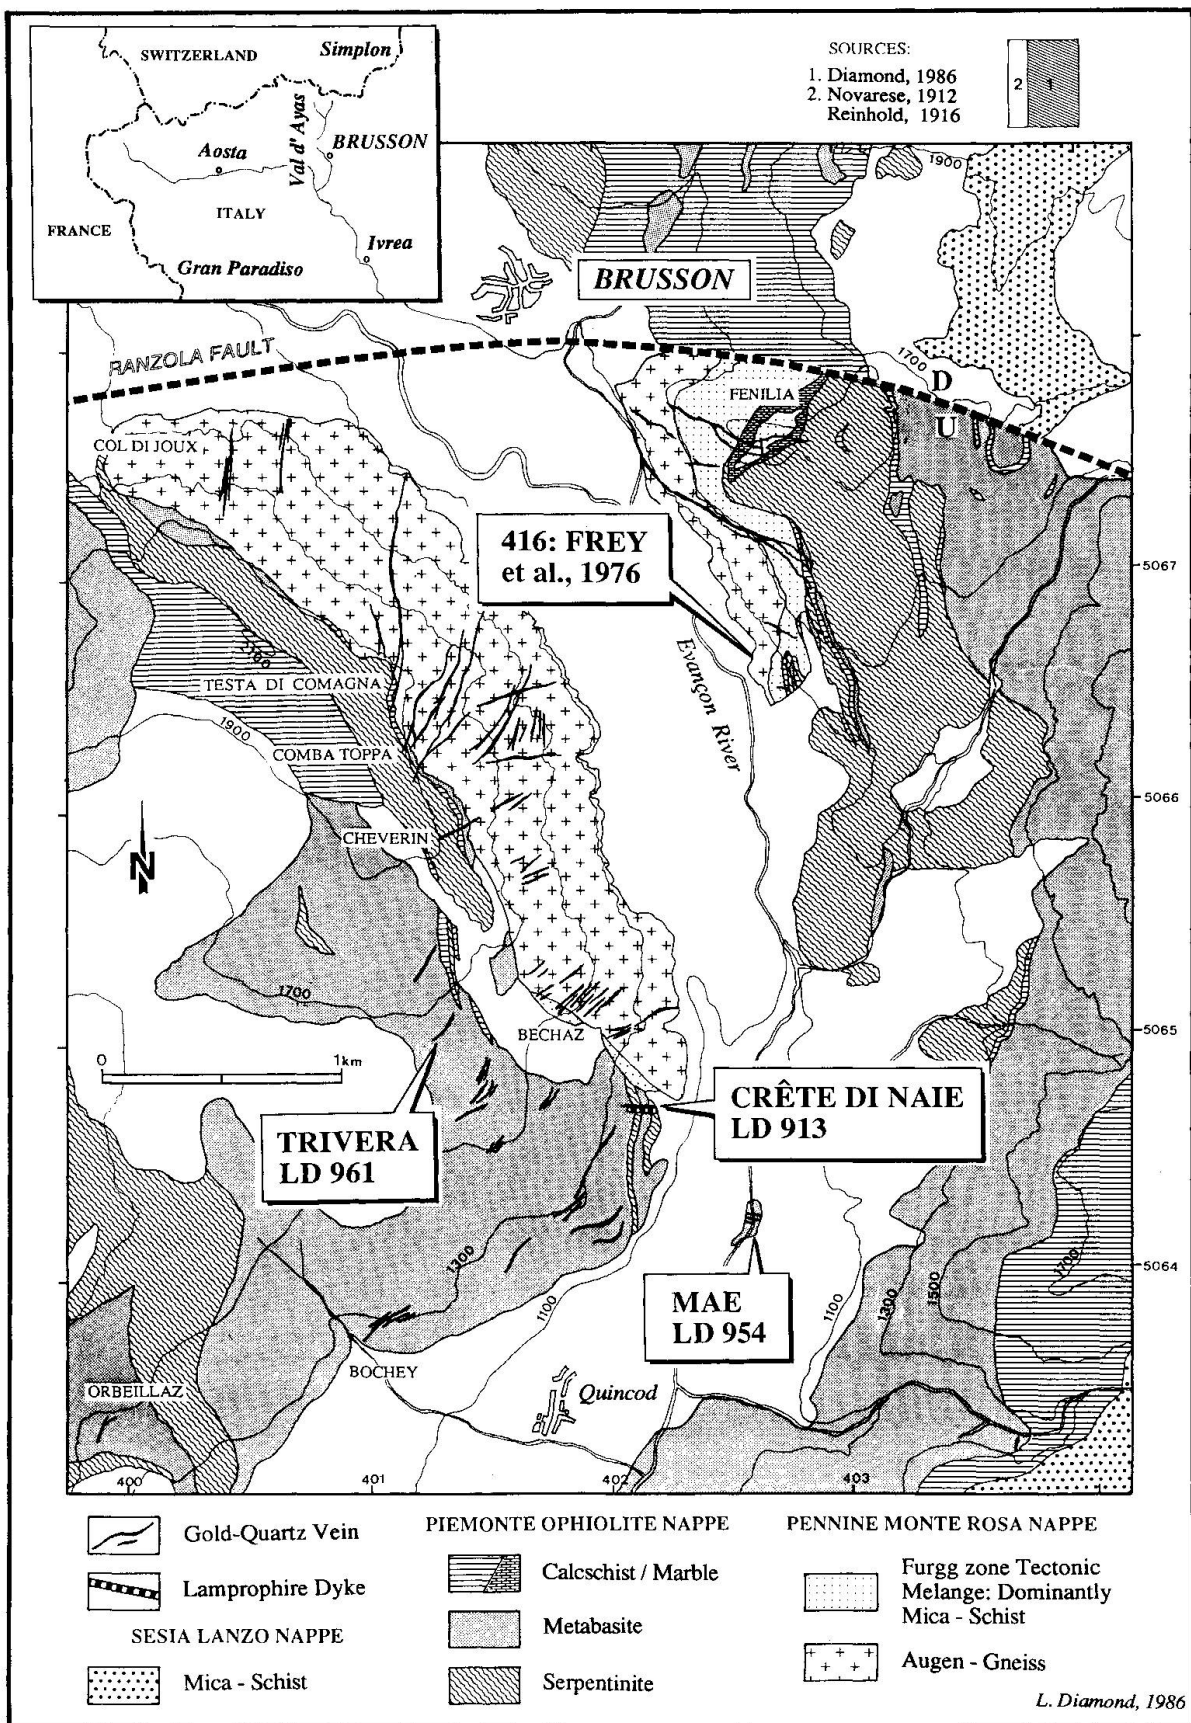 SWITZERLAND
Simplon
Val d' Ayas
BRUSSON
Aosta
ITALY
FRANCE
Ivrea
Gran Paradiso
SOURCES:
1. Diamond, 1986
2. Novarese, 1912
Reinhold, 1916
2
1
1900
BRUSSON
RANZOLA FAULT
1700
D
U
FENILIA
COL DI JOUX
416: FREY
et al., 1976
5067
Evançon River
2100
TESTA DI COMAGNA
1900
COMBA TOPPA
5066
CHEVERIN
N
1700
BECHAZ
5065
0
1km
CRÊTE DI NAIE
LD 913
TRIVERA
LD 961
1300
5064
1700
1500
1300
1100
1100
MAE
LD 954
BOCHEY
ORBEILLAZ
Quincod
400
401
402
403
Gold-Quartz Vein
Lamprophire Dyke
SESIA LANZO NAPPE
Mica - Schist
PIEMONTE OPHIOLITE NAPPE
Calcschist / Marble
Metabasite
Serpentinite
PENNINE MONTE ROSA NAPPE
Furgg zone Tectonic
Melange: Dominantly
Mica - Schist
Augen - Gneiss
L. Diamond, 1986